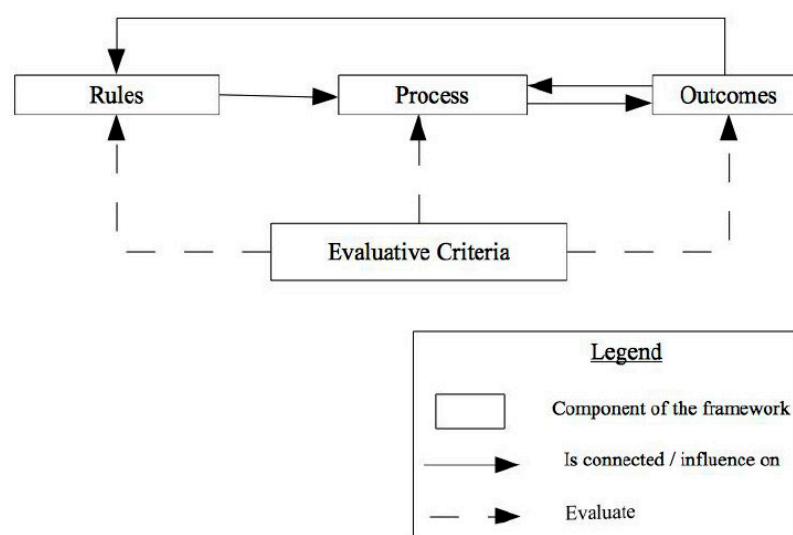 Rules
Process
Outcomes
Evaluative Criteria
Legend
Component of the framework
Is connected / influence on
Evaluate